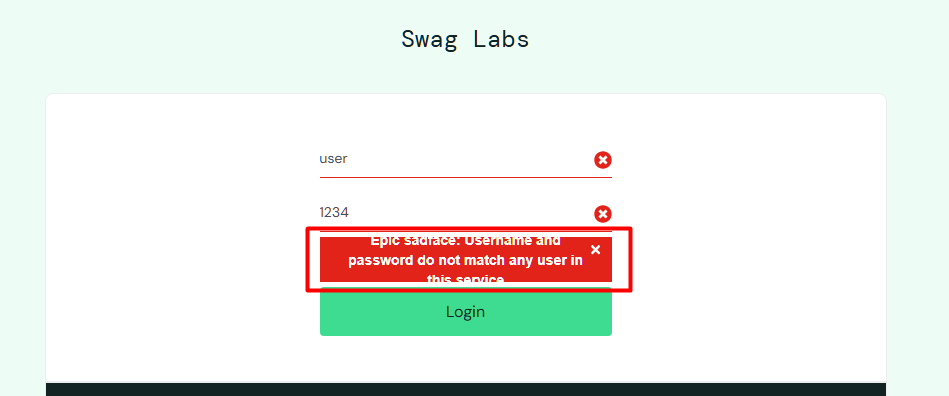 Swag Labs
user
1234
Epic sadface: Username and
password do not match any user in
this service
Login